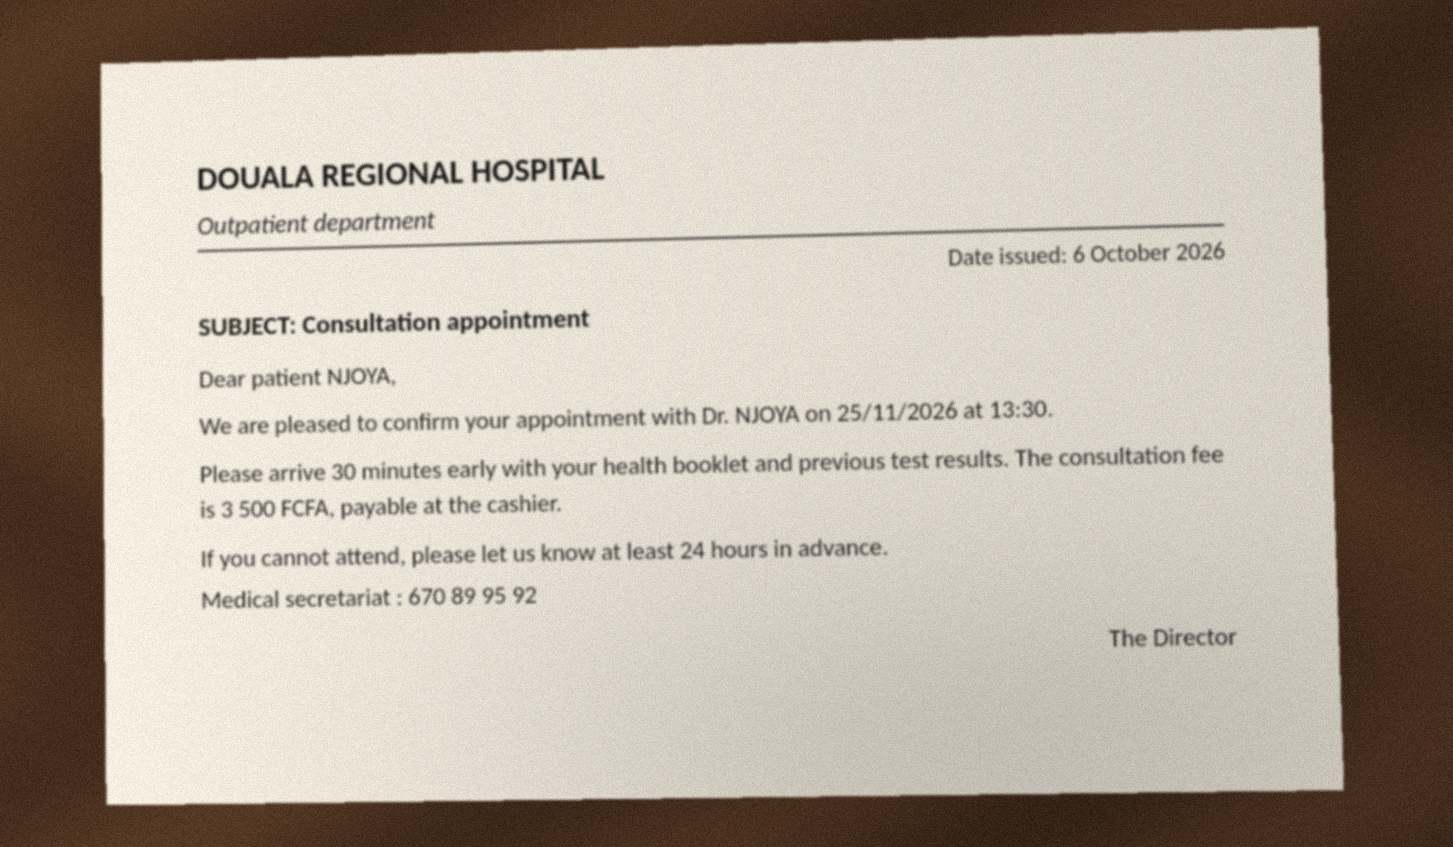 DOUALA REGIONAL HOSPITAL
Outpatient department
Date issued: 6 October 2026
SUBJECT: Consultation appointment
Dear patient NJOYA,
We are pleased to confirm your appointment with Dr. NJOYA on 25/11/2026 at 13:30.
Please arrive 30 minutes early with your health booklet and previous test results. The consultation fee
is 3 500 FCFA, payable at the cashier.
If you cannot attend, please let us know at least 24 hours in advance.
Medical secretariat : 670 89 95 92
The Director